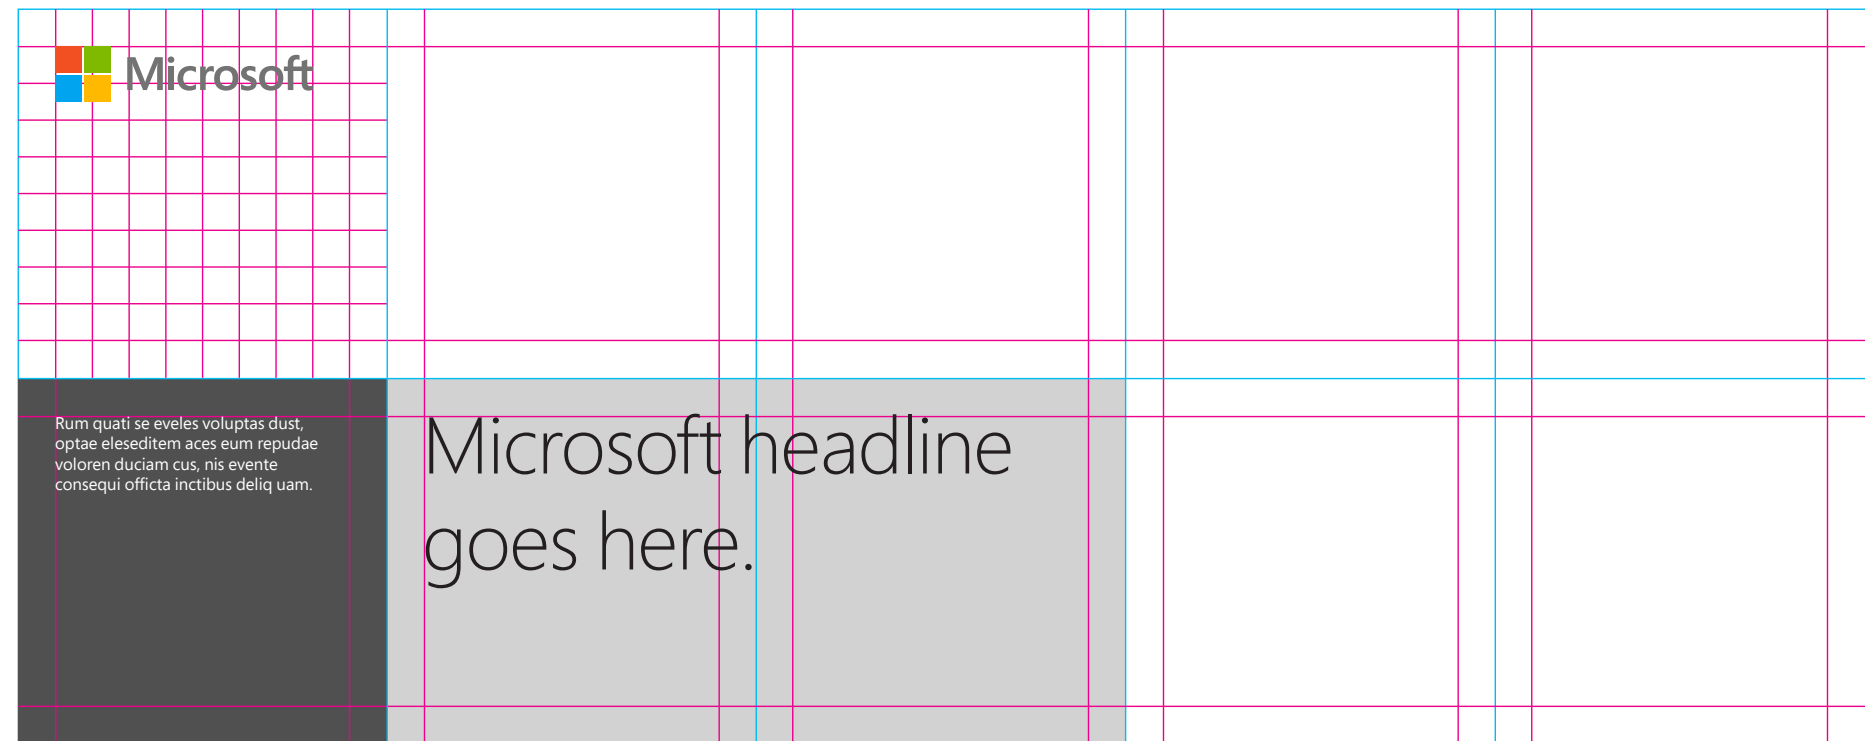 Microsoft
Rum quati se eveles voluptas dust,
optae eleseditem aces eum repudae
voloren duciam cus, nis evente
consequi officta inctibus deliq uam.
Microsoft headline
goes here.